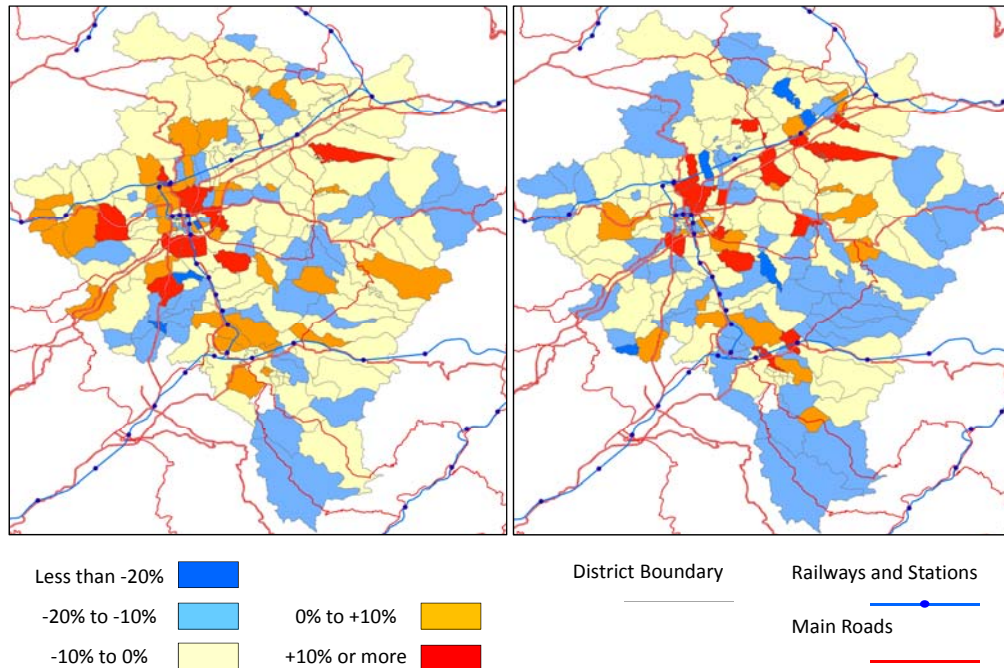 Less than -20%
-20% to -10%
-10% to 0%
0% to +10%
+10% or more
District Boundary
Railways and Stations
Main Roads